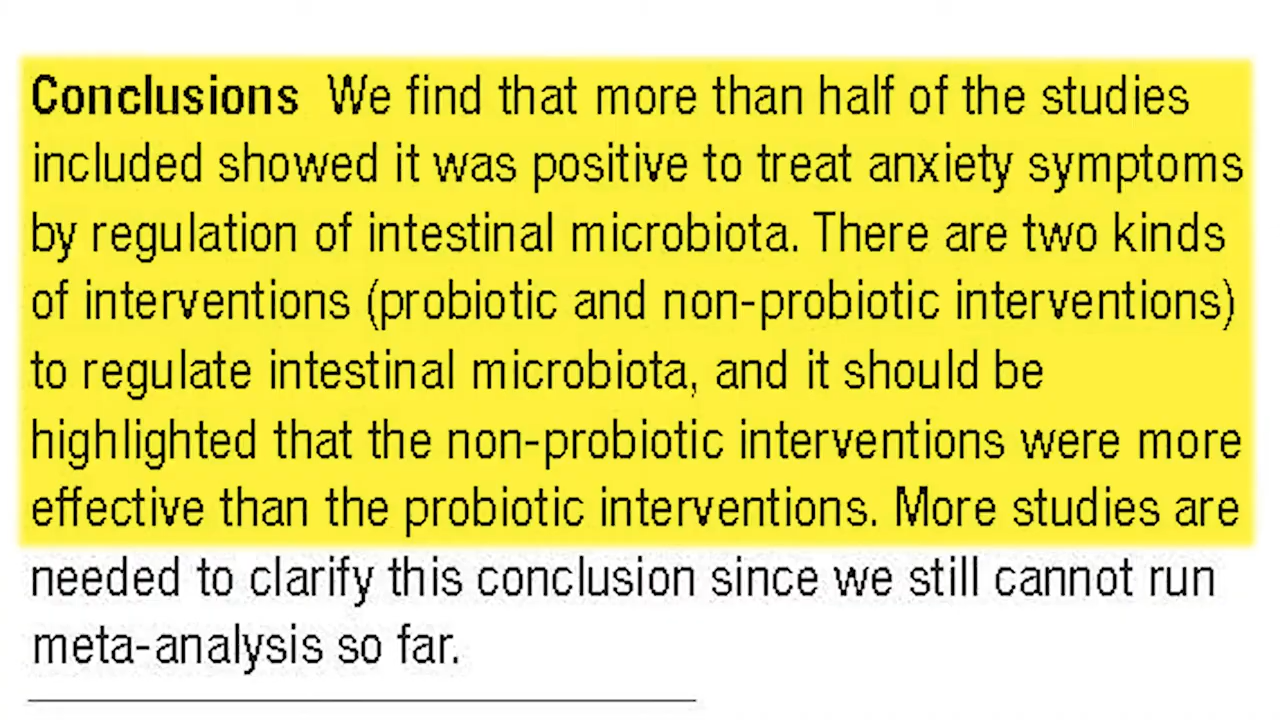 Conclusions We find that more than half of the studies
included showed it was positive to treat anxiety symptoms
by regulation of intestinal microbiota. There are two kinds
of interventions (probiotic and non-probiotic interventions)
to regulate intestinal microbiota, and it should be
highlighted that the non-probiotic interventions were more
effective than the probiotic interventions. More studies are
needed to clarify this conclusion since we still cannot run
meta-analysis so far.